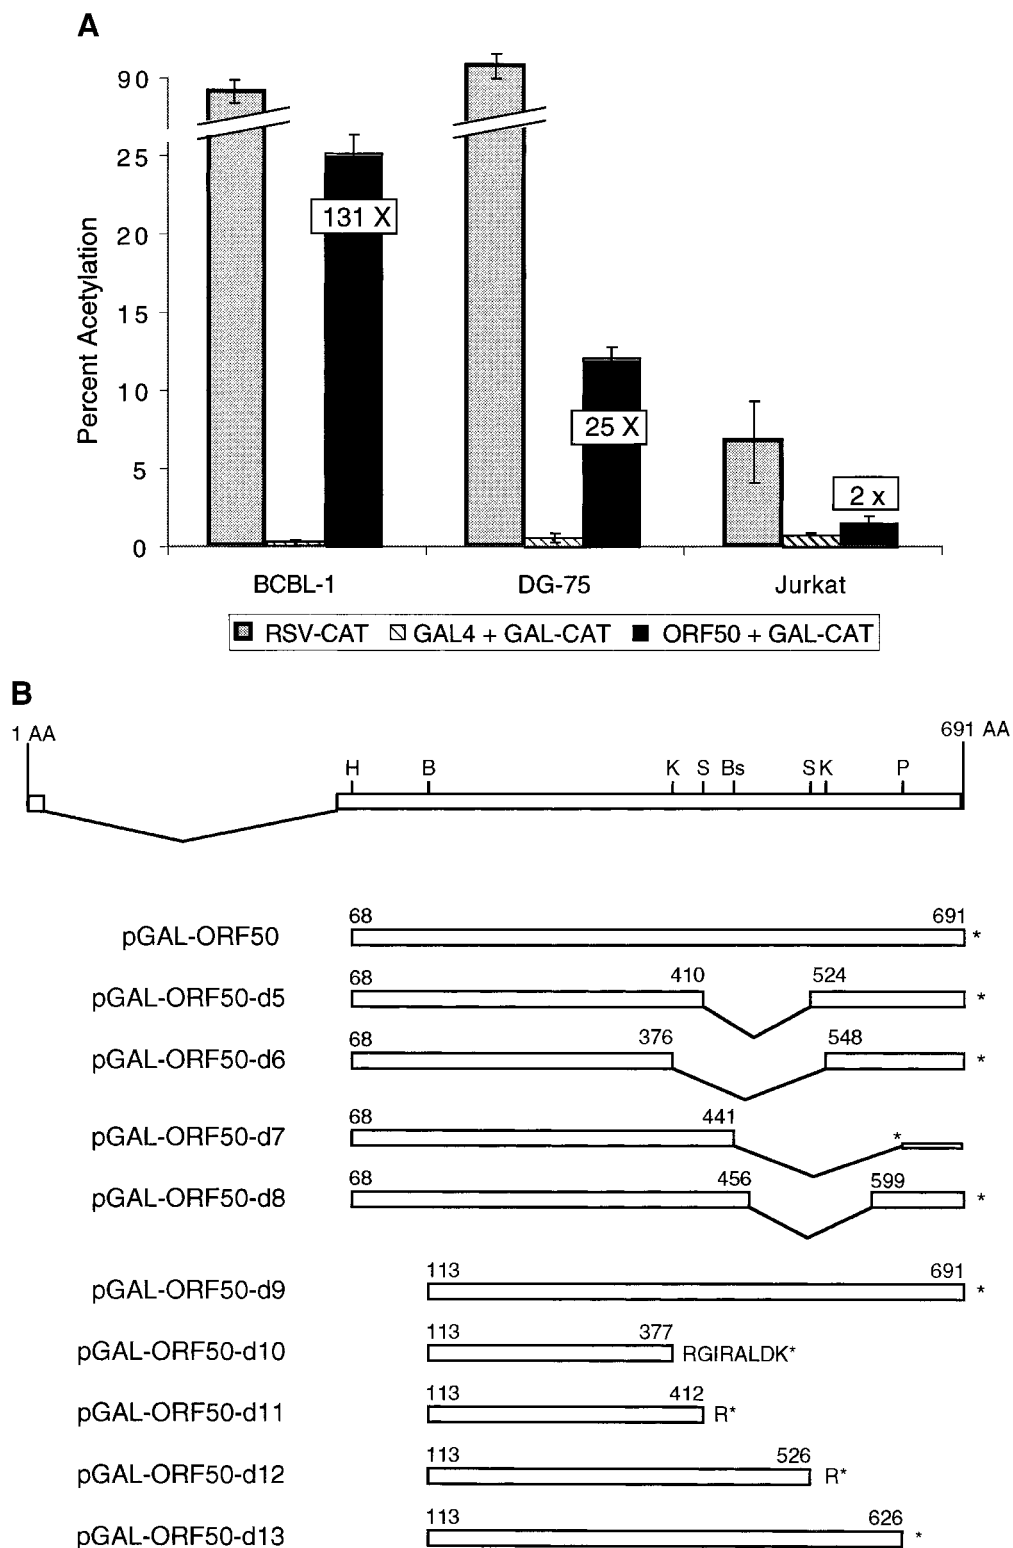 A
90
25
20
15
10
5
0
Percent Acetylation
131 X
25 X
2 x
BCBL-1 DG-75 Jurkat
RSV-CAT GAL4 + GAL-CAT ORF50 + GAL-CAT
B
1 AA 691 AA
H B K S Bs S K P
68 691
pGAL-ORF50 *
68 410 524
pGAL-ORF50-d5 *
68 376 548
pGAL-ORF50-d6 *
68 441
pGAL-ORF50-d7 *
68 456 599
pGAL-ORF50-d8 *
113 691
pGAL-ORF50-d9 *
113 377
pGAL-ORF50-d10 RGIRALDK*
113 412
pGAL-ORF50-d11 R*
113 526
pGAL-ORF50-d12 R*
113 626
pGAL-ORF50-d13 *